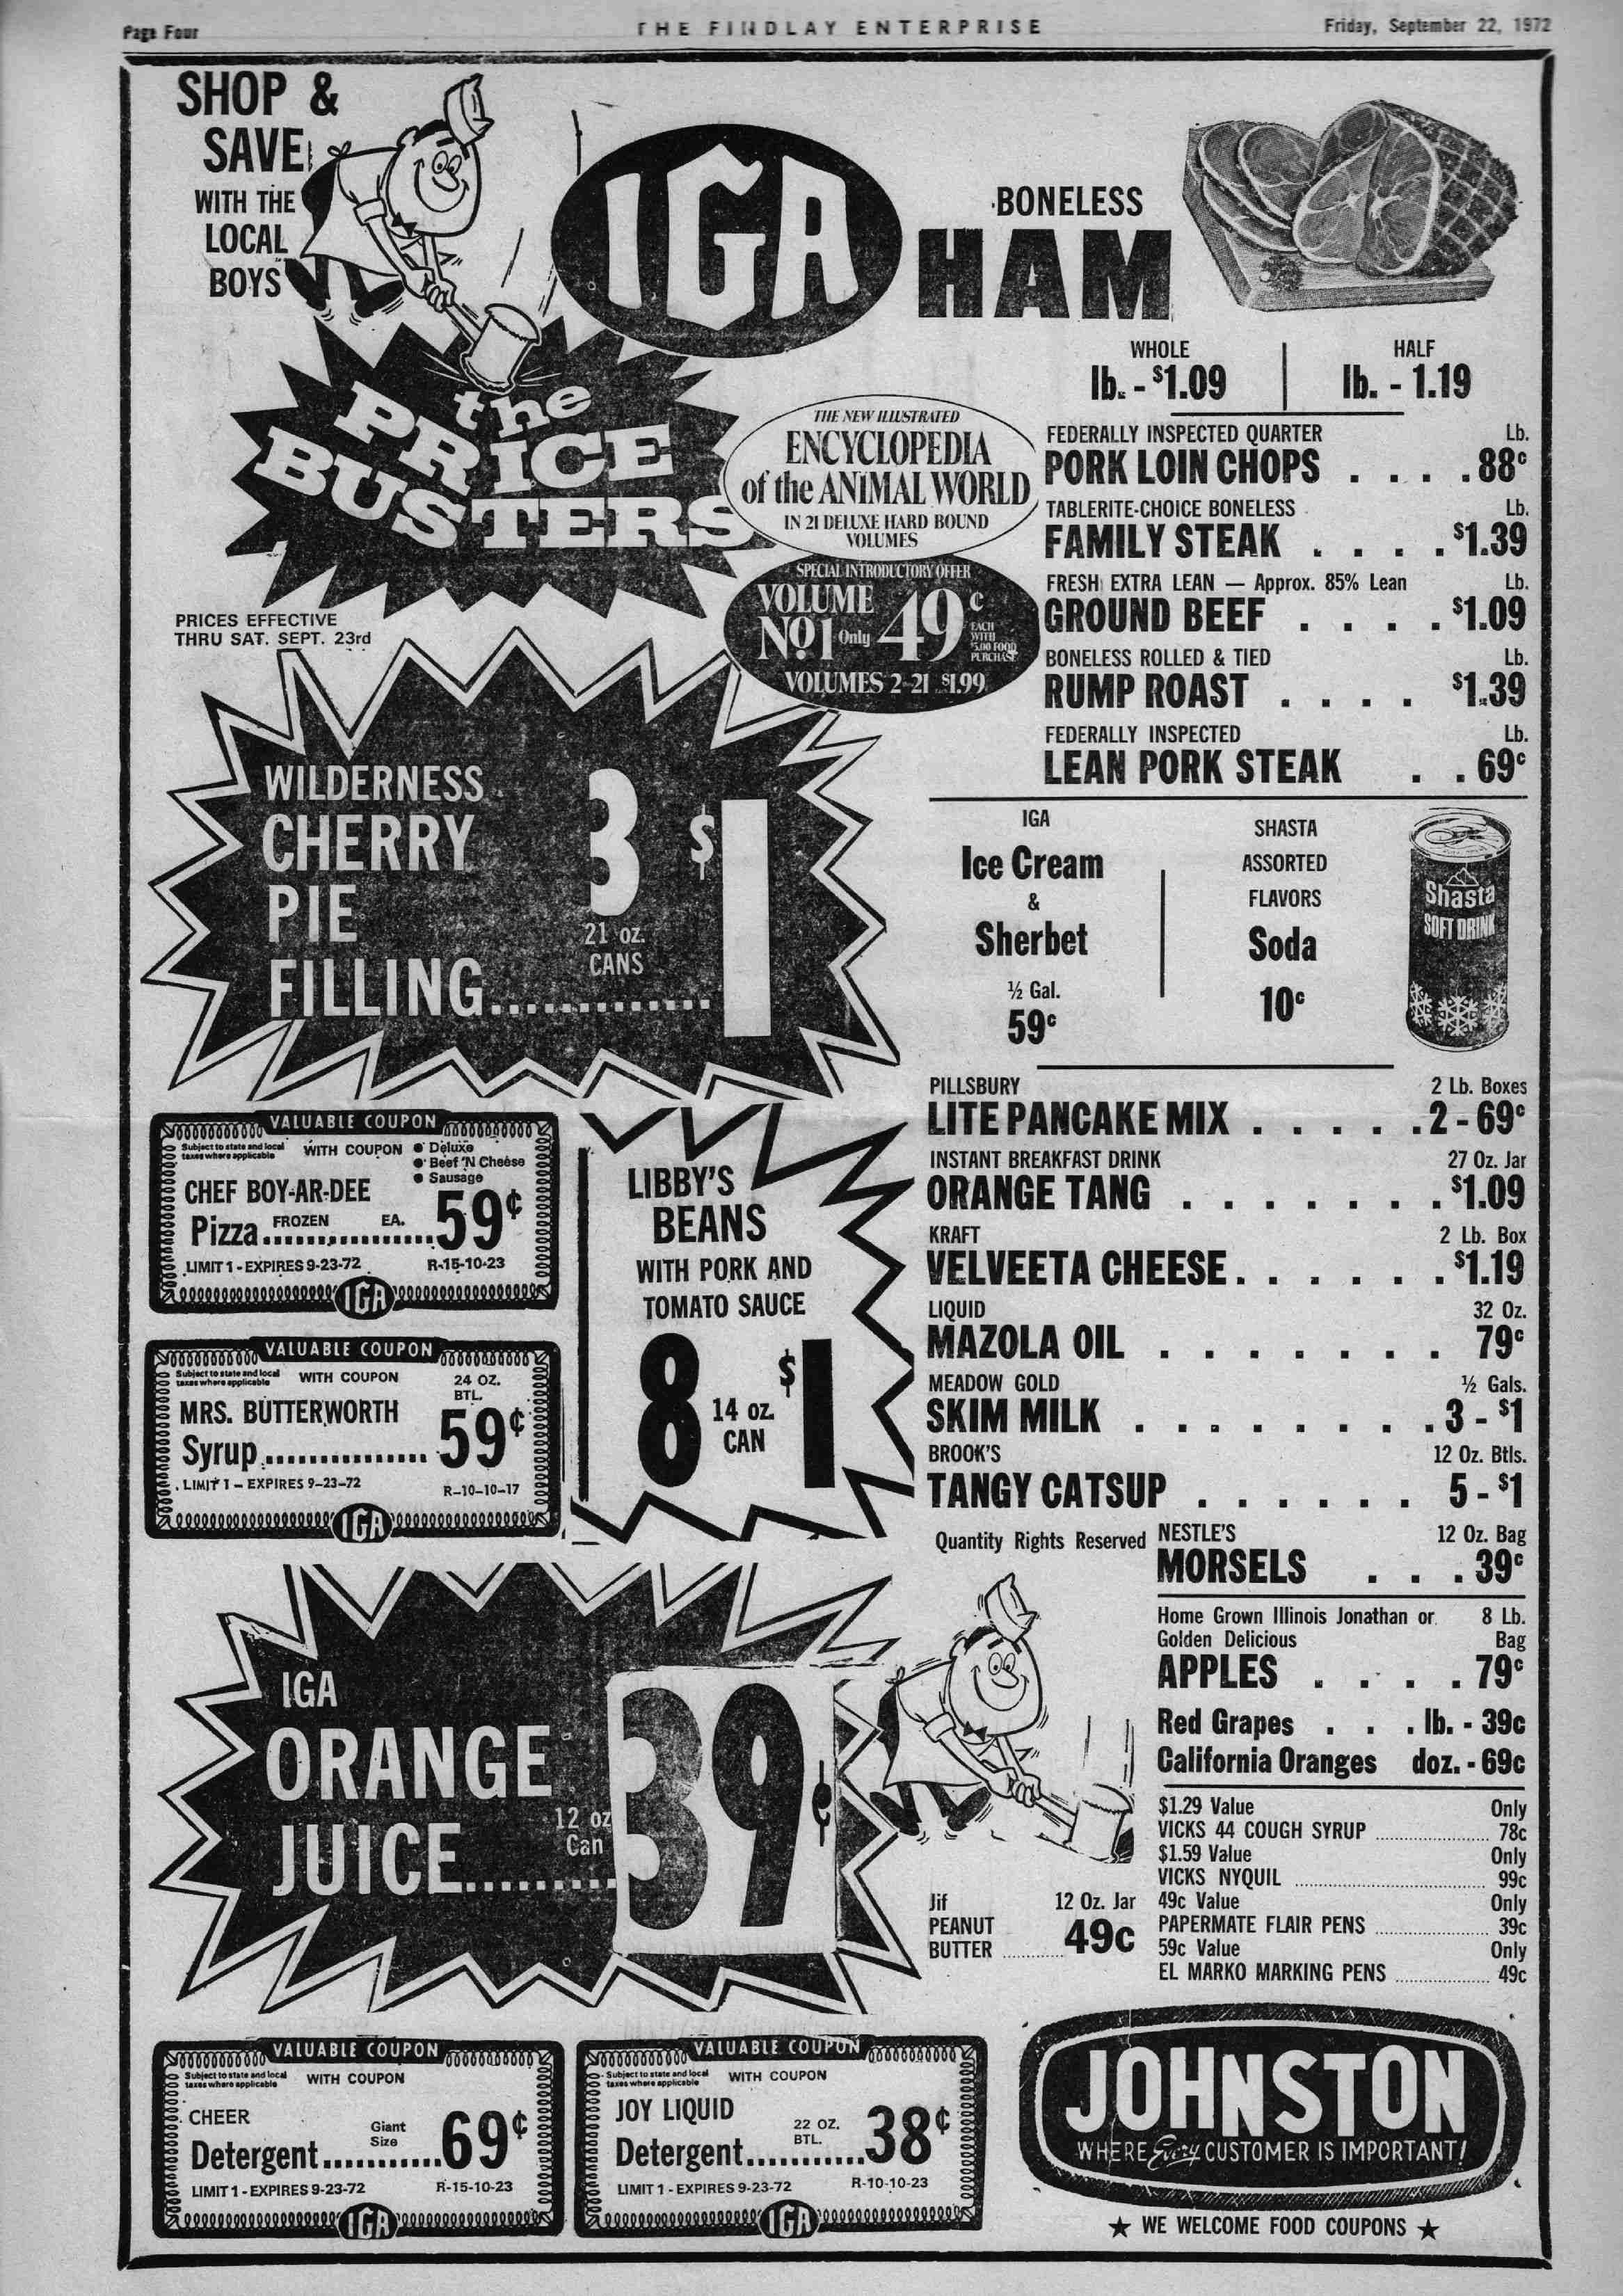 Page Four
THE FINDLAY ENTERPRISE
Friday, September 22, 1972
SHOP &
SAVE
WITH THE
LOCAL
BOYS
IGA
the
PRICE
BUSTERS
PRICES EFFECTIVE
THRU SAT. SEPT. 23rd
BONELESS
HAM
WHOLE
lb. - $1.09
HALF
lb. - 1.19
THE NEW ILLUSTRATED
ENCYCLOPEDIA
of the ANIMAL WORLD
IN 21 DELUXE HARD BOUND
VOLUMES
SPECIAL INTRODUCTORY OFFER
VOLUME
No 1 Only 49¢
EACH
WITH
$5.00 FOOD
PURCHASE
VOLUMES 2-21 $1.99
FEDERALLY INSPECTED QUARTER Lb.
PORK LOIN CHOPS . . . . 88c
TABLERITE-CHOICE BONELESS Lb.
FAMILY STEAK . . . . $1.39
FRESH EXTRA LEAN — Approx. 85% Lean Lb.
GROUND BEEF . . . . $1.09
BONELESS ROLLED & TIED Lb.
RUMP ROAST . . . . $1.39
FEDERALLY INSPECTED Lb.
LEAN PORK STEAK . . 69c
WILDERNESS
CHERRY
PIE
FILLING..............
3
21 oz.
CANS
$1
IGA
Ice Cream
&
Sherbet
½ Gal.
59c
SHASTA
ASSORTED
FLAVORS
Soda
10c
Shasta
SOFT DRINK
PILLSBURY 2 Lb. Boxes
LITE PANCAKE MIX . . . . . . 2 - 69c
INSTANT BREAKFAST DRINK 27 Oz. Jar
ORANGE TANG . . . . . . . . $1.09
KRAFT 2 Lb. Box
VELVEETA CHEESE . . . . . . . $1.19
LIQUID 32 Oz.
MAZOLA OIL . . . . . . . . 79c
MEADOW GOLD ½ Gals.
SKIM MILK . . . . . . . . . 3 - $1
BROOK'S 12 Oz. Btls.
TANGY CATSUP . . . . . . 5 - $1
Quantity Rights Reserved
NESTLE'S 12 Oz. Bag
MORSELS . . . 39c
Home Grown Illinois Jonathan or 8 Lb.
Golden Delicious Bag
APPLES . . . . . 79c
Red Grapes . . . lb. - 39c
California Oranges doz. - 69c
$1.29 Value Only
VICKS 44 COUGH SYRUP .......... 78c
$1.59 Value Only
VICKS NYQUIL .......... 99c
49c Value Only
PAPERMATE FLAIR PENS .......... 39c
59c Value Only
EL MARKO MARKING PENS .......... 49c
Jif 12 Oz. Jar
PEANUT
BUTTER .......... 49c
VALUABLE COUPON
Subject to state and local
taxes where applicable
WITH COUPON
• Deluxe
• Beef 'N Cheese
• Sausage
CHEF BOY-AR-DEE
Pizza FROZEN EA. 59¢
LIMIT 1 - EXPIRES 9-23-72 R-15-10-23
IGA
VALUABLE COUPON
Subject to state and local
taxes where applicable
WITH COUPON
24 OZ.
BTL.
MRS. BUTTERWORTH
Syrup ............... 59¢
LIMIT 1 - EXPIRES 9-23-72 R-10-10-17
IGA
LIBBY'S
BEANS
WITH PORK AND
TOMATO SAUCE
8
14 oz.
CAN
$1
IGA
ORANGE
JUICE.........
12 oz
Can
39¢
VALUABLE COUPON
Subject to state and local
taxes where applicable
WITH COUPON
CHEER
Detergent...........
Giant
Size
69¢
LIMIT 1 - EXPIRES 9-23-72 R-15-10-23
IGA
VALUABLE COUPON
Subject to state and local
taxes where applicable
WITH COUPON
JOY LIQUID
Detergent...........
22 OZ.
BTL.
38¢
LIMIT 1 - EXPIRES 9-23-72 R-10-10-23
IGA
JOHNSTON
WHERE Every CUSTOMER IS IMPORTANT!
★ WE WELCOME FOOD COUPONS ★